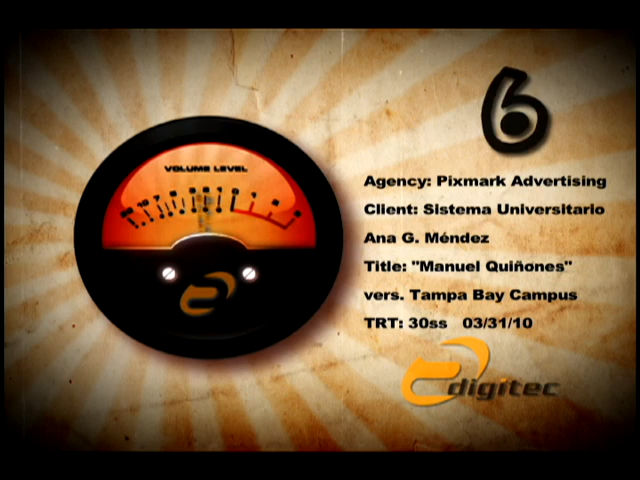 6
VOLUME LEVEL
Agency: Pixmark Advertising
Client: Sistema Universitario
Ana G. Méndez
Title: "Manuel Quiñones"
vers. Tampa Bay Campus
TRT: 30ss 03/31/10
digitec